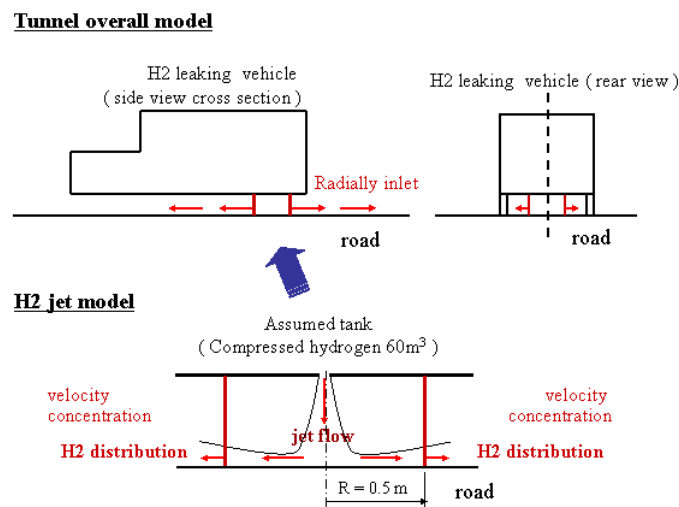 Tunnel overall model
H2 leaking vehicle
( side view cross section )
H2 leaking vehicle ( rear view )
Radially inlet
road
road
H2 jet model
Assumed tank
( Compressed hydrogen 60m³ )
velocity
concentration
velocity
concentration
jet flow
H2 distribution
H2 distribution
R = 0.5 m
road